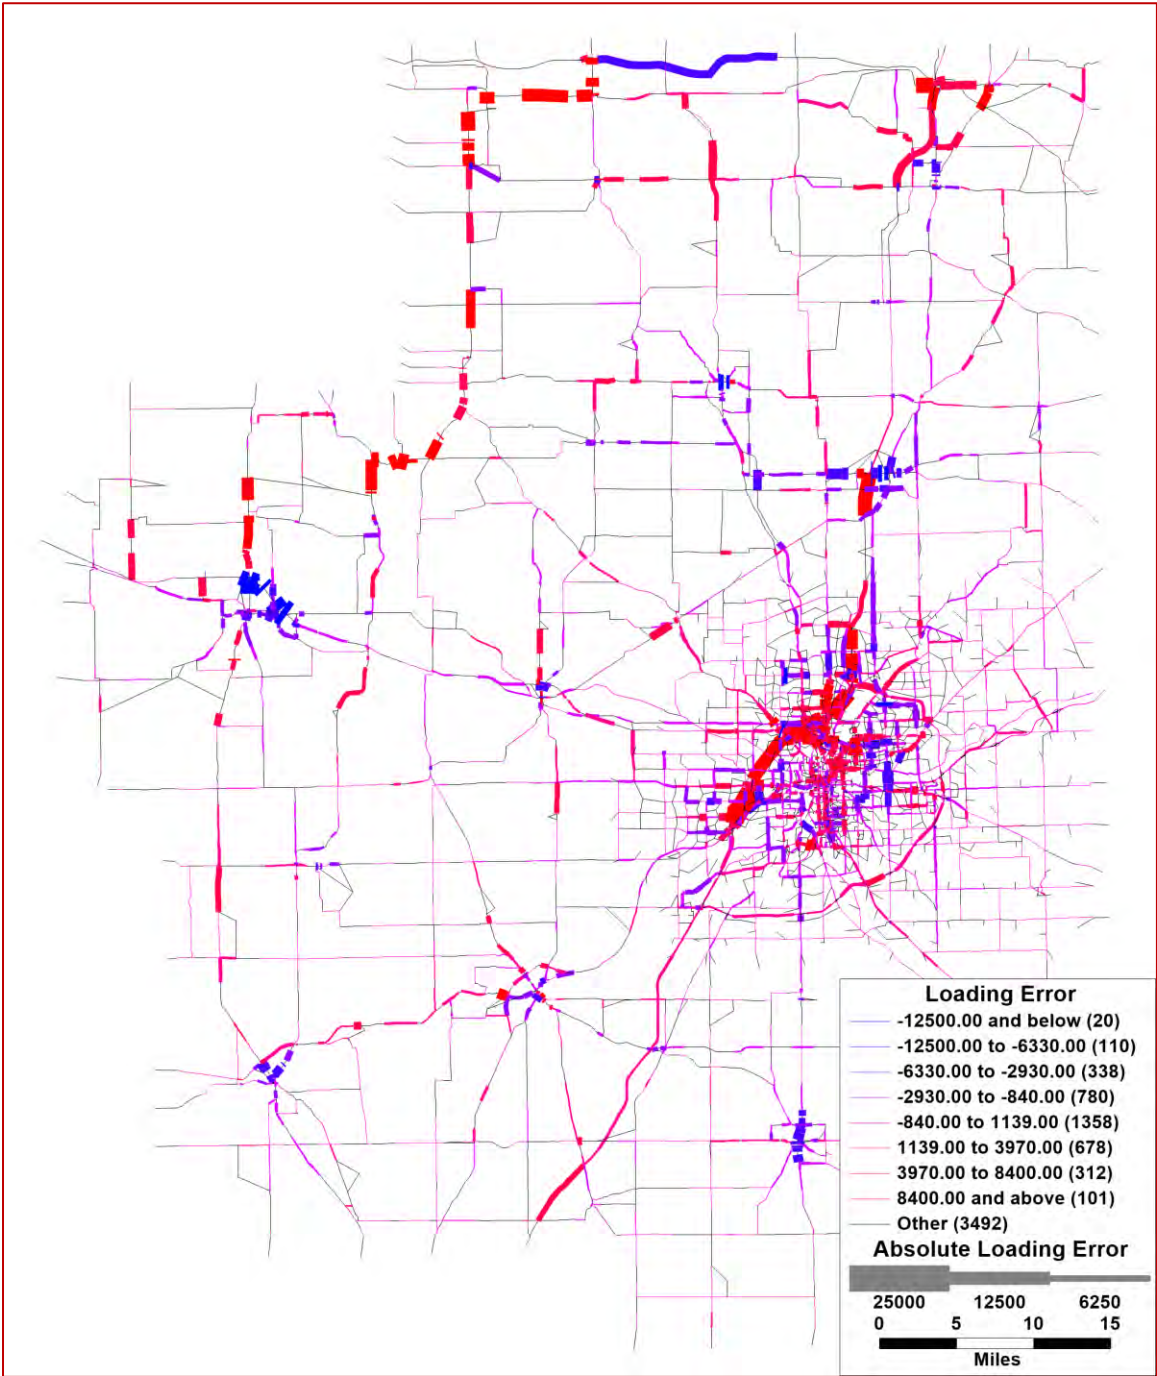 Loading Error
-12500.00 and below (20)
-12500.00 to -6330.00 (110)
-6330.00 to -2930.00 (338)
-2930.00 to -840.00 (780)
-840.00 to 1139.00 (1358)
1139.00 to 3970.00 (678)
3970.00 to 8400.00 (312)
8400.00 and above (101)
Other (3492)
Absolute Loading Error
25000 12500 6250
0 5 10 15
Miles